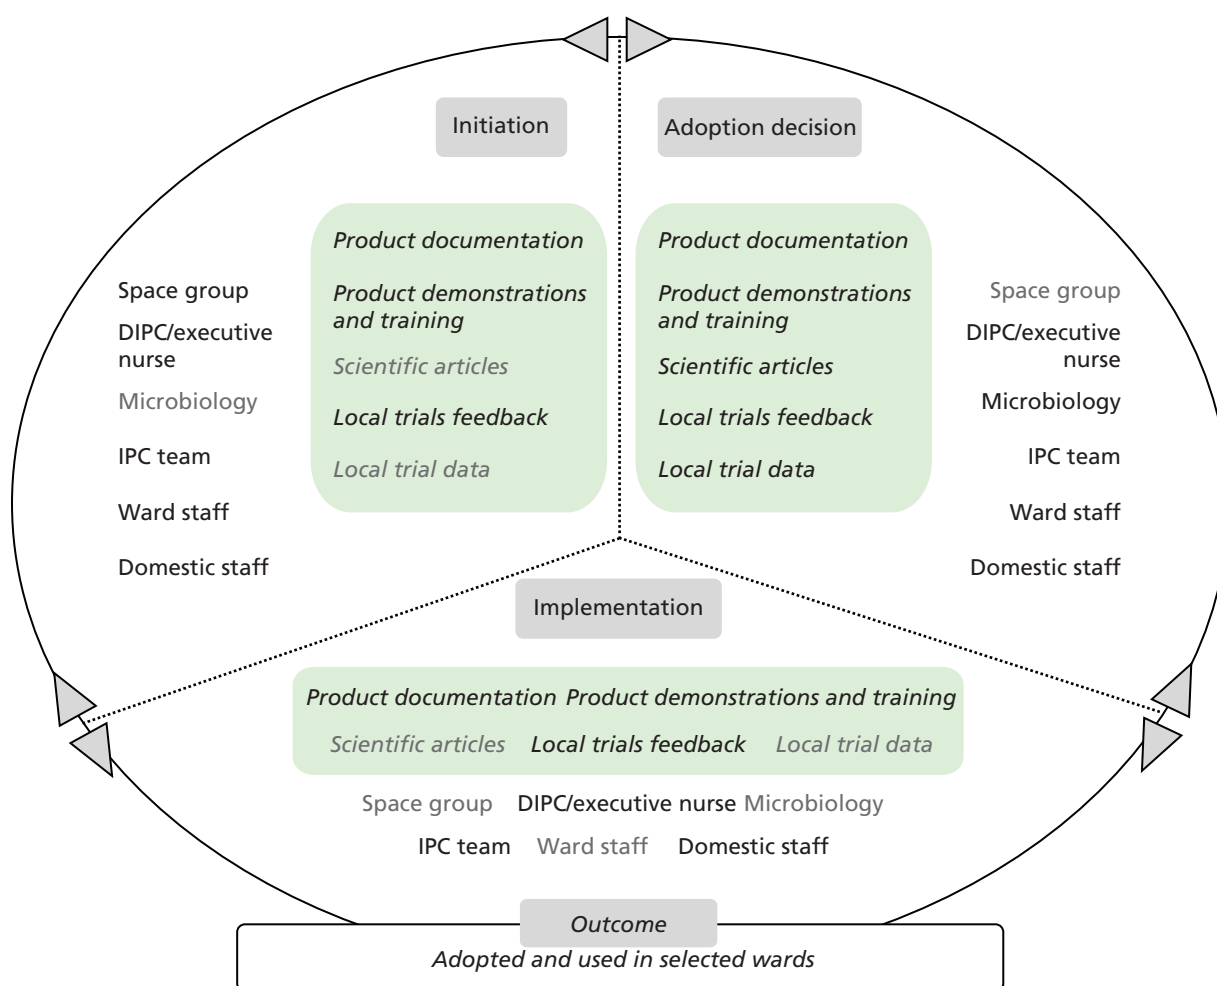 Initiation
Adoption decision
Product documentation
Product demonstrations
and training
Scientific articles
Local trials feedback
Local trial data
Product documentation
Product demonstrations
and training
Scientific articles
Local trials feedback
Local trial data
Space group
DIPC/executive
nurse
Microbiology
IPC team
Ward staff
Domestic staff
Space group
DIPC/executive
nurse
Microbiology
IPC team
Ward staff
Domestic staff
Implementation
Product documentation Product demonstrations and training
Scientific articles Local trials feedback Local trial data
Space group DIPC/executive nurse Microbiology
IPC team Ward staff Domestic staff
Outcome
Adopted and used in selected wards